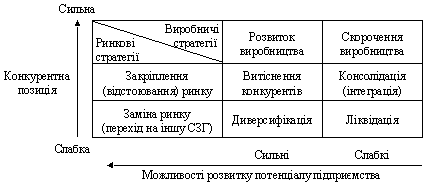 Сильна
Конкурентна
позиція
Слабка
Виробничі
стратегії
Ринкові
стратегії
Розвиток
виробництва
Скорочення
виробництва
Закріплення
(відстоювання) ринку
Витіснення
конкурентів
Консолідація
(інтеграція)
Заміна ринку
(перехід на іншу СЗГ)
Диверсифікація
Ліквідація
Сильні
Слабкі
Можливості розвитку потенціалу підприємства